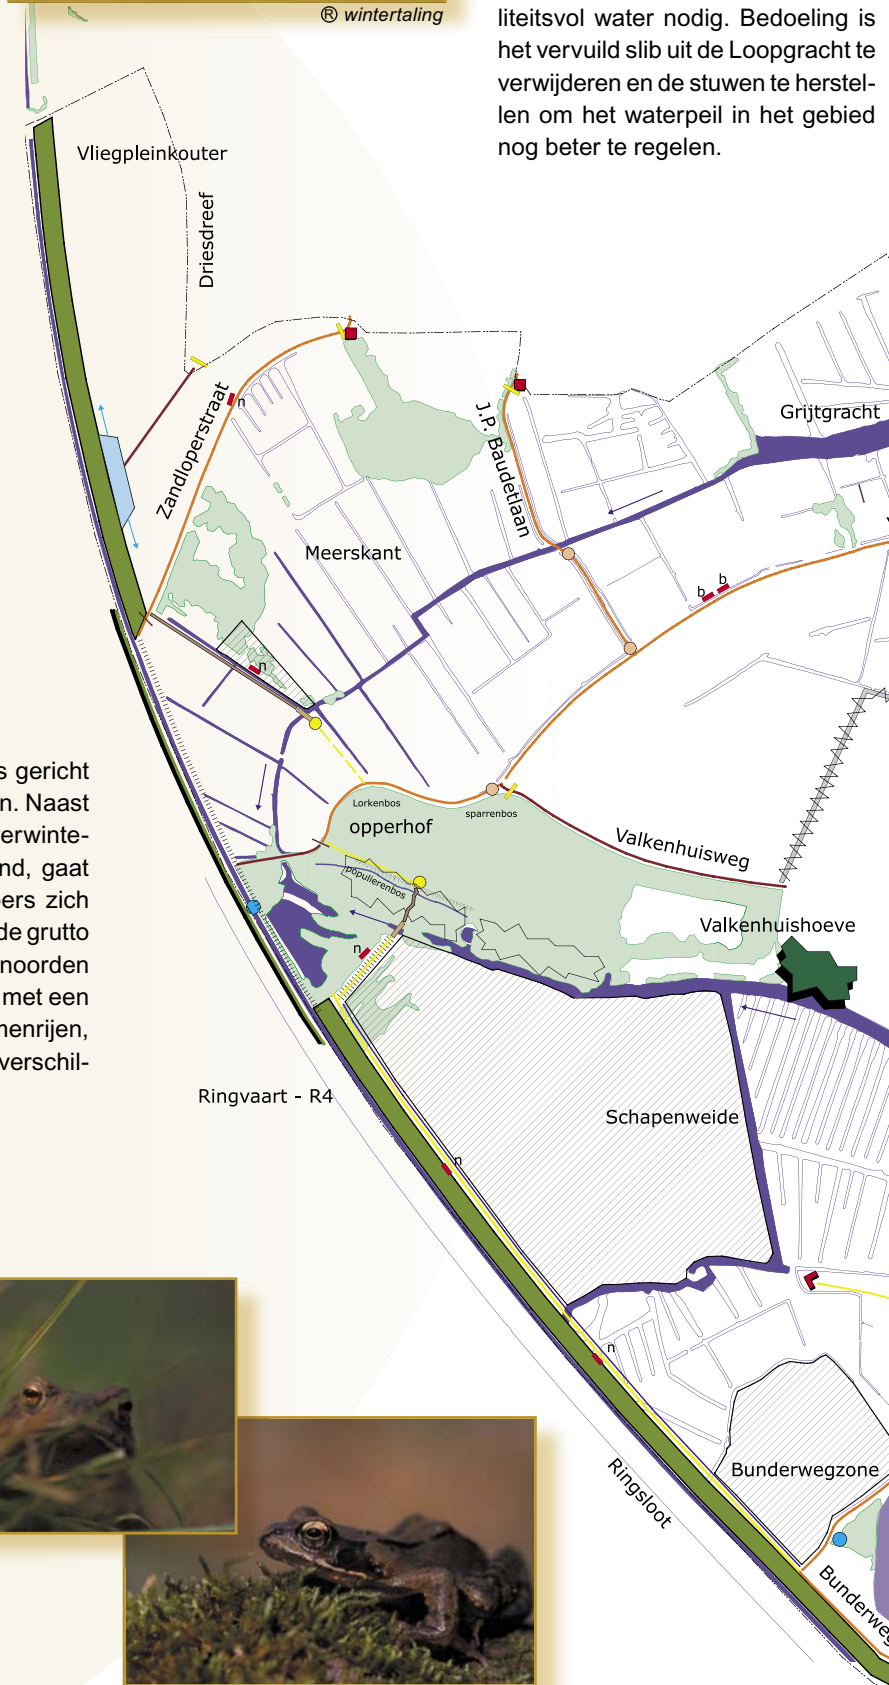 ® wintertaling
liteitsvol water nodig. Bedoeling is
het vervuild slib uit de Loopgracht te
verwijderen en de stuwen te herstel-
len om het waterpeil in het gebied
nog beter te regelen.
Vliegpleinkouter
Driesdreef
Zandloperstraat
n
J.P. Baudetlaan
Grijtgracht
Meerskant
b
b
n
s gericht
n. Naast
erwinte-
nd, gaat
ers zich
de grutto
noorden
met een
menrijen,
verschil-
Lorkenbos
opperhof
sparrenbos
Valkenhuisweg
populierenbos
Valkenhuishoeve
n
Ringvaart - R4
Schapenweide
n
n
Ringsloot
Bunderwegzone
Bunderweg